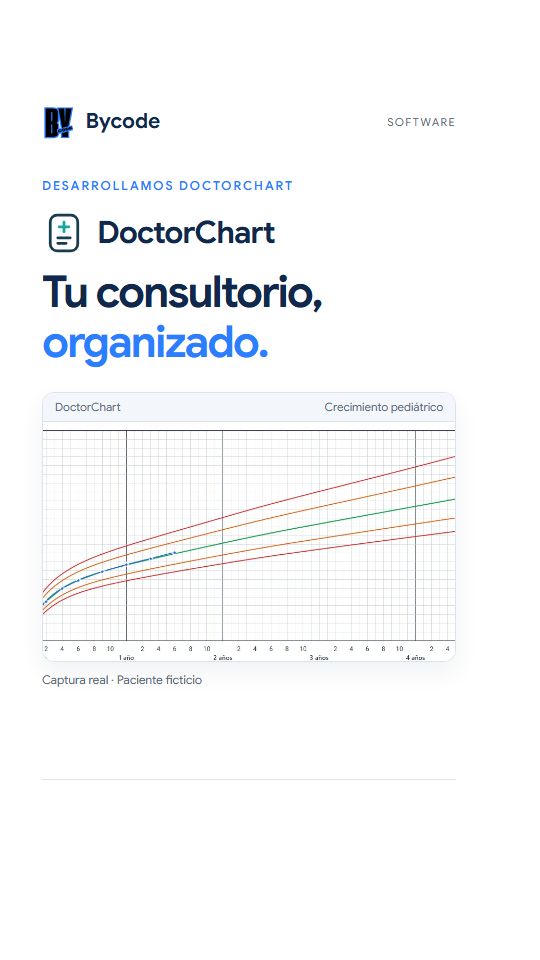 BY Bycode
SOFTWARE
DESARROLLAMOS DOCTORCHART
DoctorChart
Tu consultorio,
organizado.
DoctorChart
Crecimiento pediátrico
2 4 6 8 10 2 4 6 8 10 2 4 6 8 10 2 4 6 8 10 2 4
1 año 2 años 3 años 4 años
Captura real · Paciente ficticio